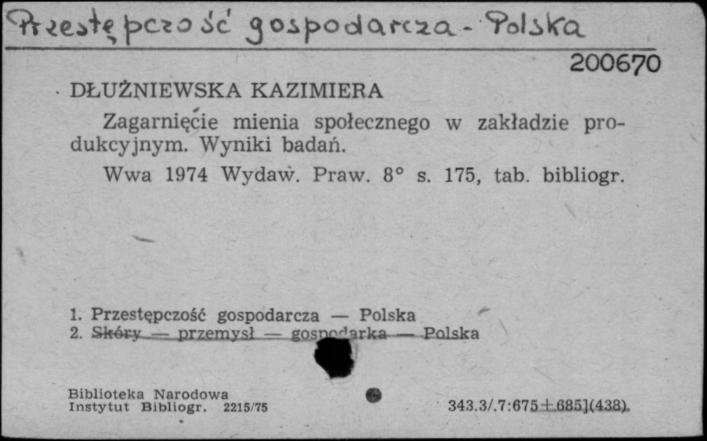 Przestępczość gospodarcza - Polska
200670
DŁUŻNIEWSKA KAZIMIERA
Zagarnięcie mienia społecznego w zakładzie pro-
dukcyjnym. Wyniki badań.
Wwa 1974 Wydaw. Praw. 8° s. 175, tab. bibliogr.
1. Przestępczość gospodarcza — Polska
2. Skóry — przemysł — gospodarka — Polska
Biblioteka Narodowa
Instytut Bibliogr. 2215/75
343.3/.7:675+685](438)